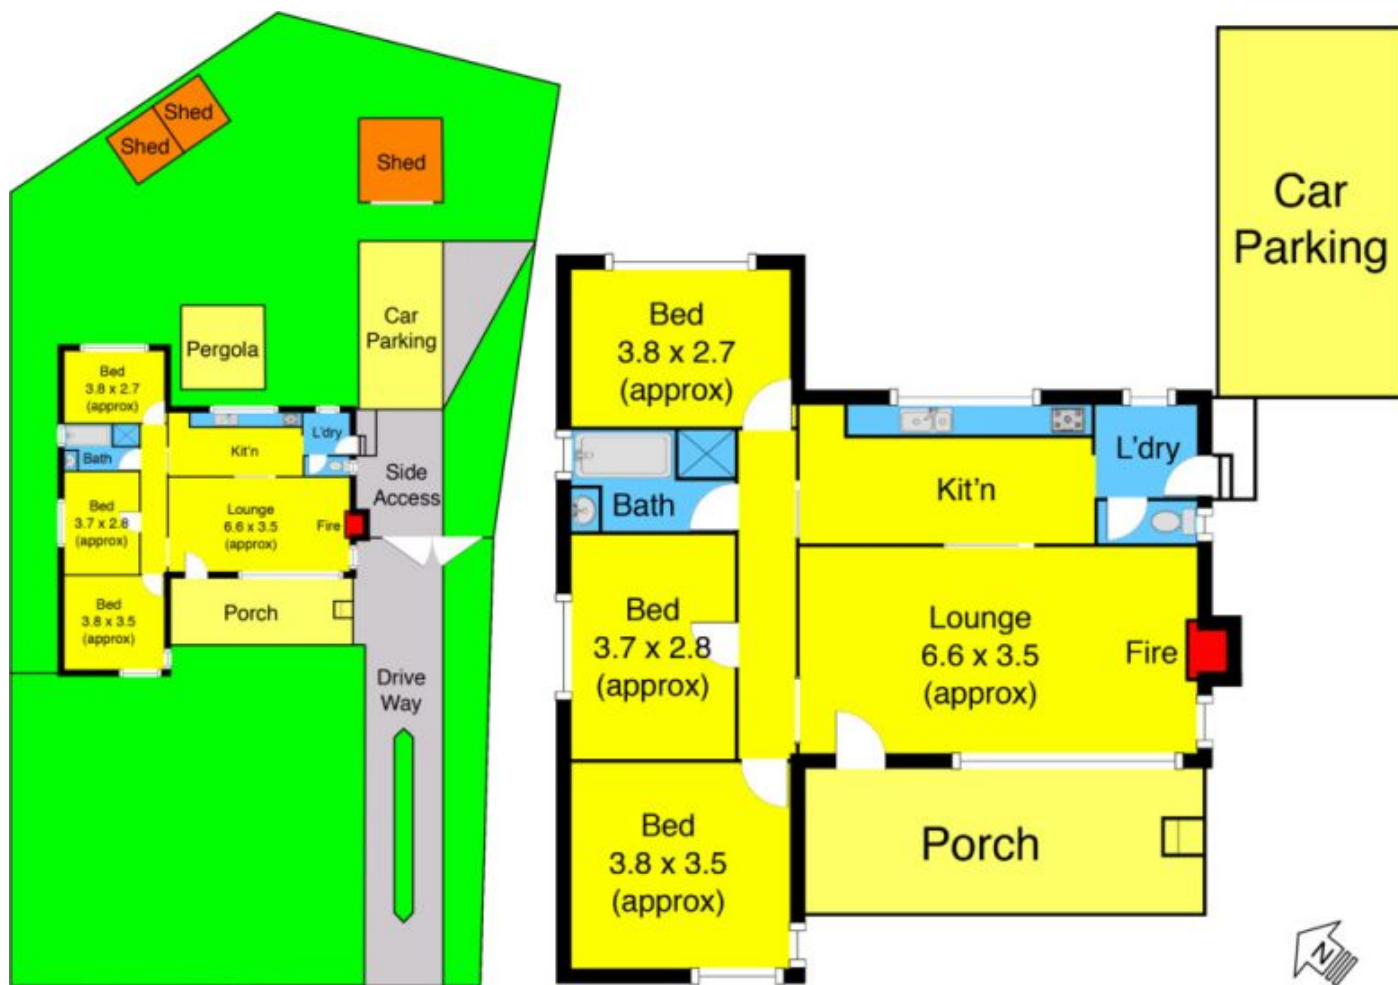 Shed
Shed
Shed
Car
Parking
Pergola
Bed
3.8 x 2.7
(approx)
Bath
Kit'n
L'dry
Side
Access
Bed
3.7 x 2.8
(approx)
Lounge
6.6 x 3.5
(approx)
Fire
Bed
3.8 x 3.5
(approx)
Porch
Drive
Way
Car
Parking
Bed
3.8 x 2.7
(approx)
Bath
Kit'n
L'dry
Bed
3.7 x 2.8
(approx)
Lounge
6.6 x 3.5
(approx)
Fire
Bed
3.8 x 3.5
(approx)
Porch
N